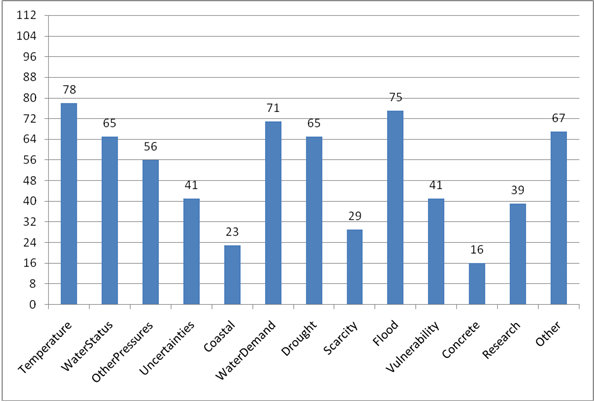 112
104
96
88
80
72
64
56
48
40
32
24
16
8
0
78
65
56
41
23
71
65
29
75
41
16
39
67
Temperature
WaterStatus
OtherPressures
Uncertainties
Coastal
WaterDemand
Drought
Scarcity
Flood
Vulnerability
Concrete
Research
Other